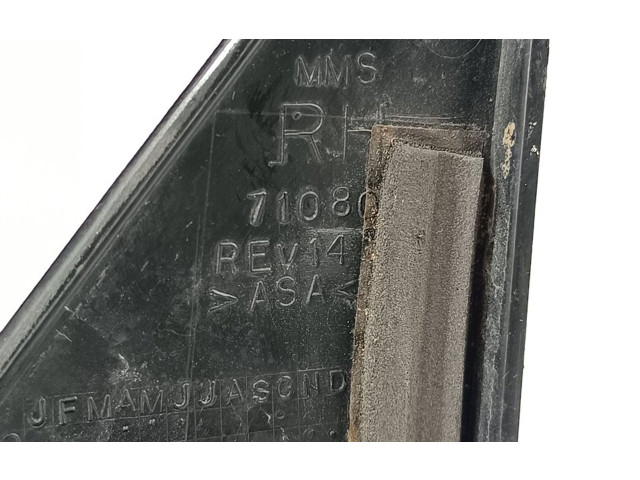 MMS
RH
71080
REV14
>ASA<
JFMAMJJASOND